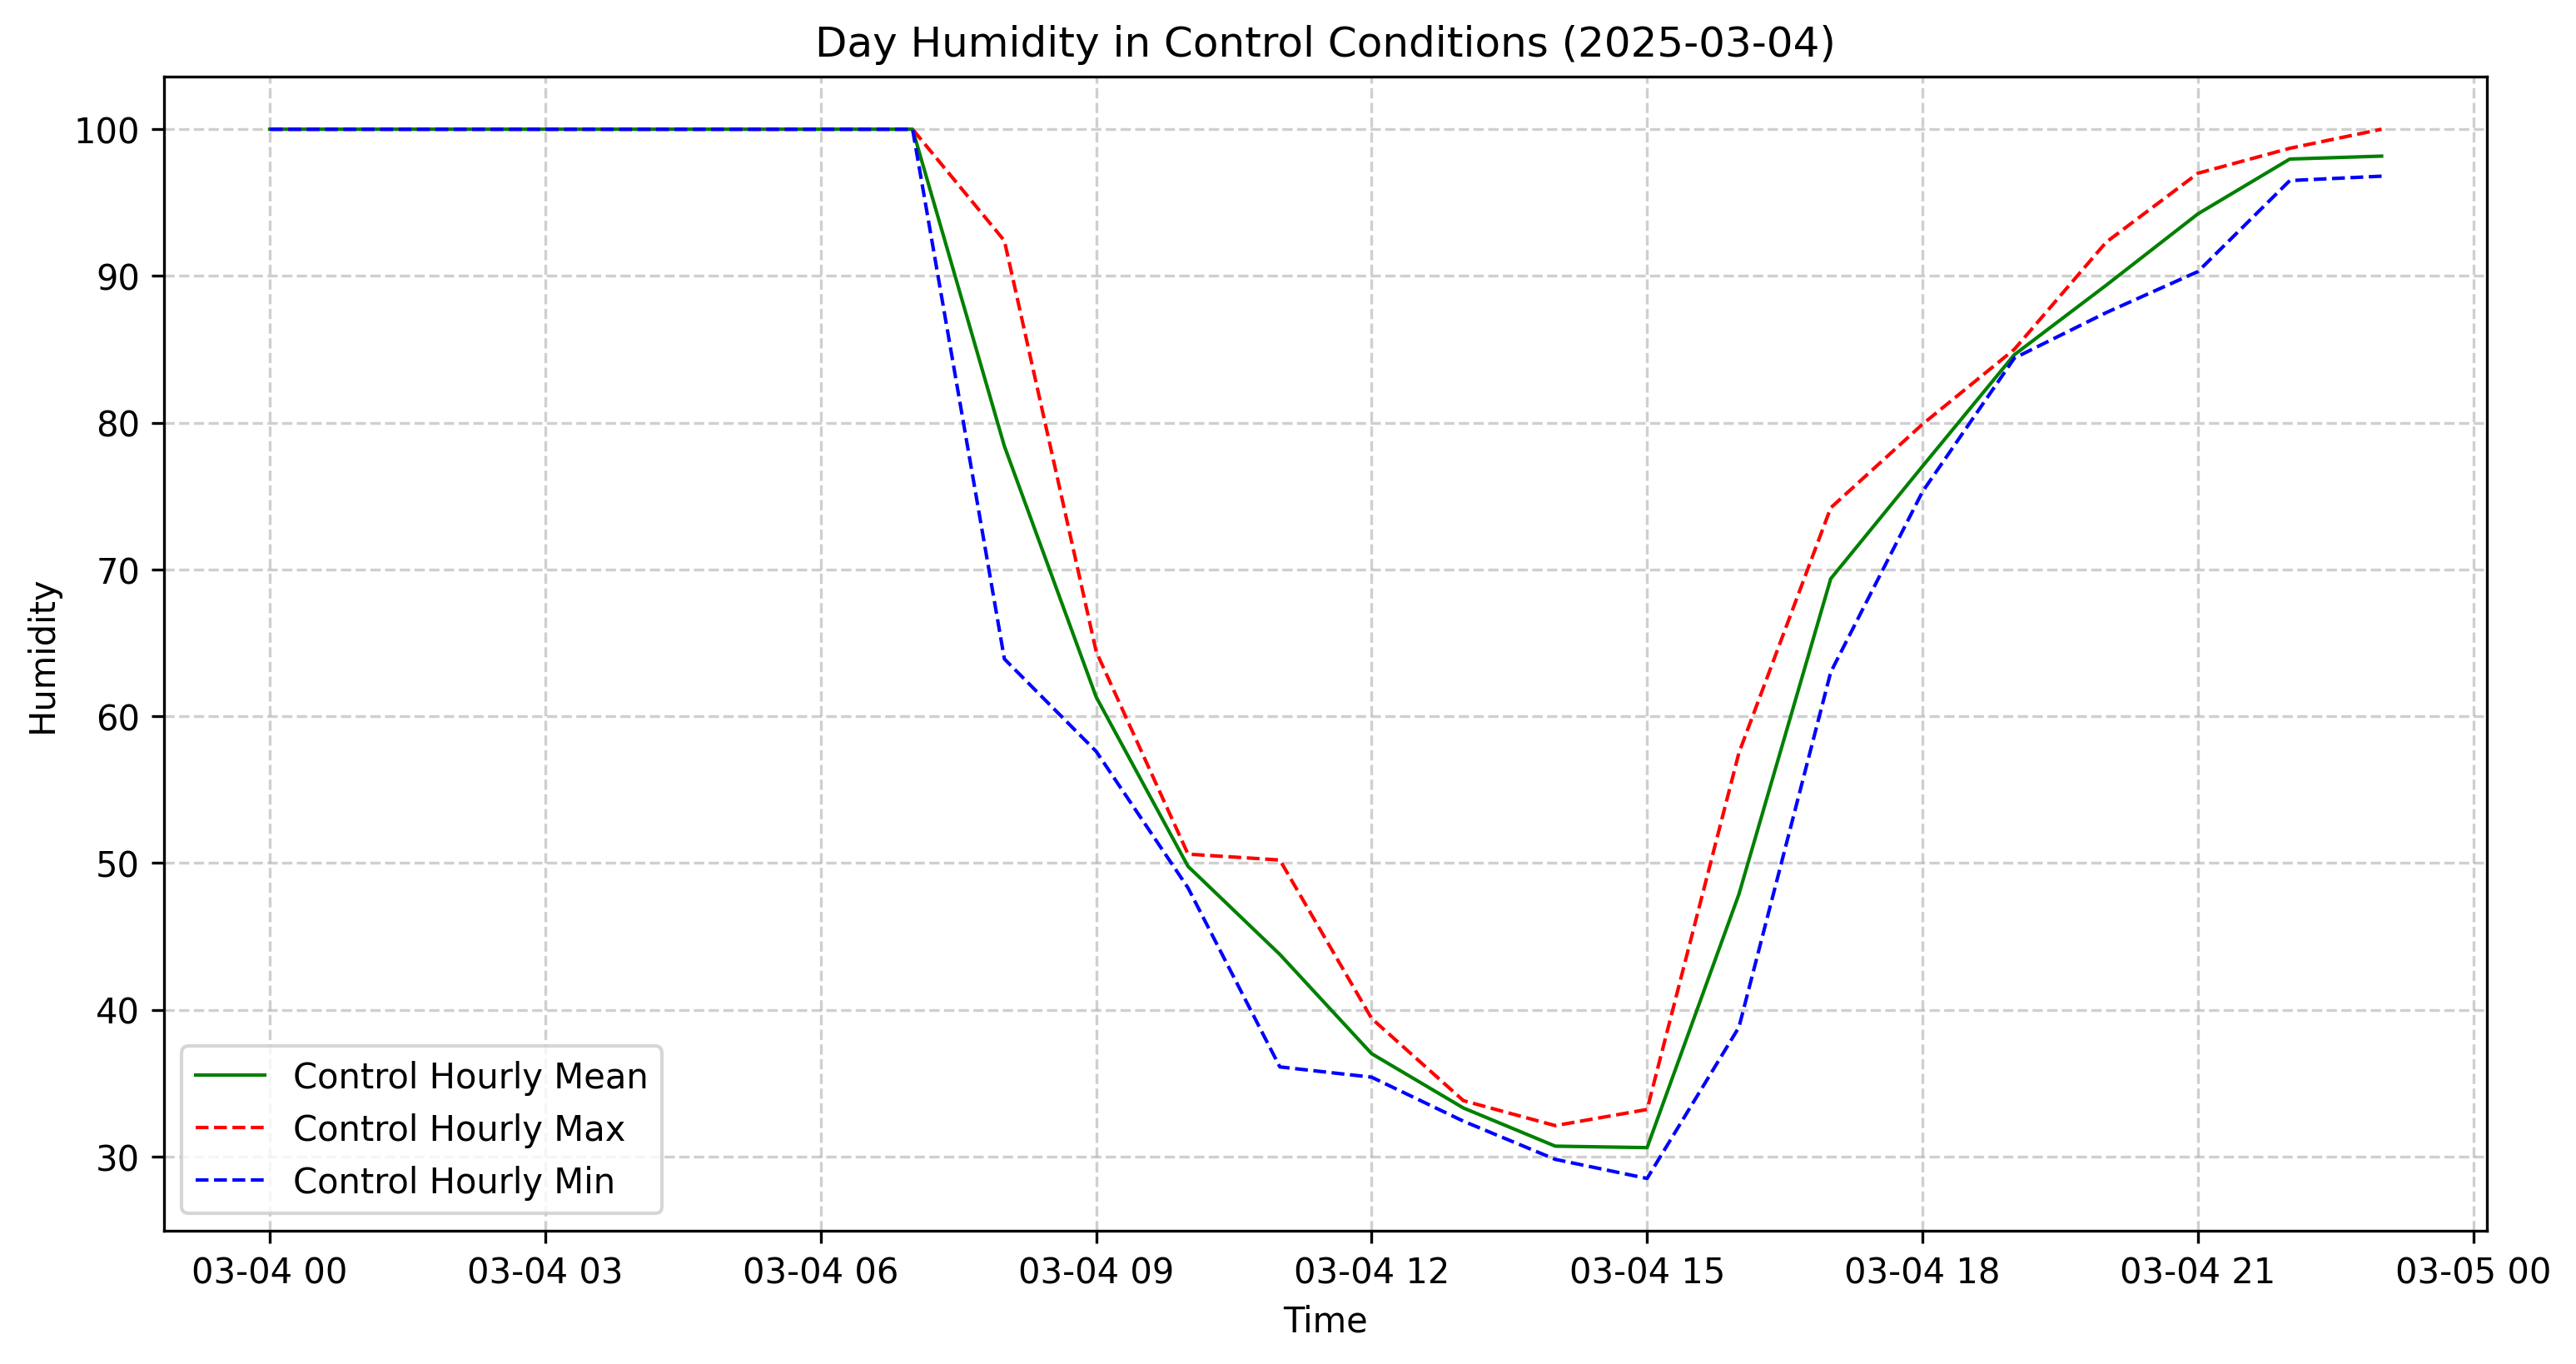 Day Humidity in Control Conditions (2025-03-04)
100
90
80
70
60
50
40
30
Humidity
Control Hourly Mean
Control Hourly Max
Control Hourly Min
03-04 00
03-04 03
03-04 06
03-04 09
03-04 12
03-04 15
03-04 18
03-04 21
03-05 00
Time